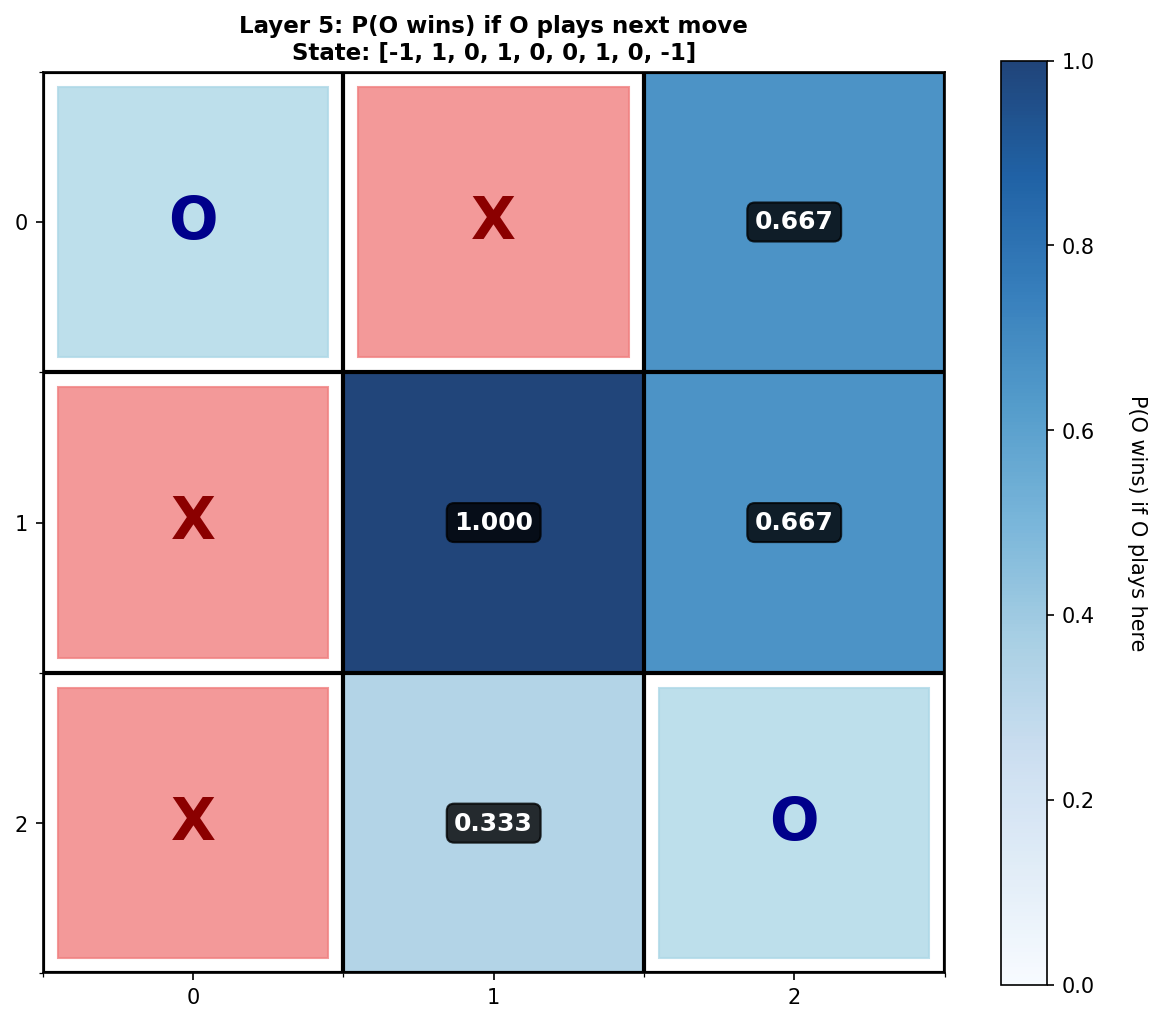 Layer 5: P(O wins) if O plays next move
State: [-1, 1, 0, 1, 0, 0, 1, 0, -1]
O
X
0.667
X
1.000
0.667
X
0.333
O
0
1
2
0
1
2
1.0
0.8
0.6
0.4
0.2
0.0
P(O wins) if O plays here